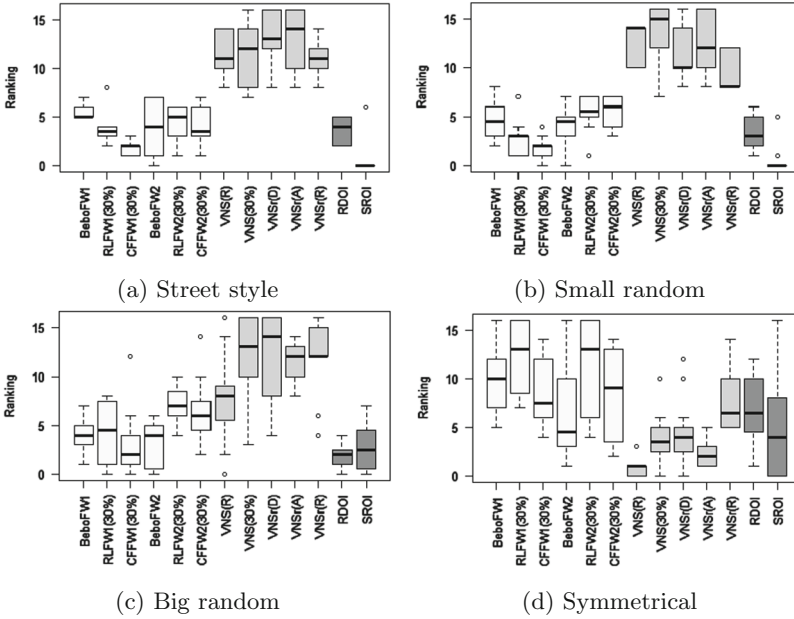 Ranking
15
10
5
0
BeboFW1
RLFW1(30%)
CFFW1(30%)
BeboFW2
RLFW2(30%)
CFFW2(30%)
VNS(R)
VNS(30%)
VNSr(D)
VNSr(A)
VNSr(R)
RDOI
SROI
(a) Street style
Ranking
15
10
5
0
BeboFW1
RLFW1(30%)
CFFW1(30%)
BeboFW2
RLFW2(30%)
CFFW2(30%)
VNS(R)
VNS(30%)
VNSr(D)
VNSr(A)
VNSr(R)
RDOI
SROI
(b) Small random
Ranking
15
10
5
0
BeboFW1
RLFW1(30%)
CFFW1(30%)
BeboFW2
RLFW2(30%)
CFFW2(30%)
VNS(R)
VNS(30%)
VNSr(D)
VNSr(A)
VNSr(R)
RDOI
SROI
(c) Big random
Ranking
15
10
5
0
BeboFW1
RLFW1(30%)
CFFW1(30%)
BeboFW2
RLFW2(30%)
CFFW2(30%)
VNS(R)
VNS(30%)
VNSr(D)
VNSr(A)
VNSr(R)
RDOI
SROI
(d) Symmetrical